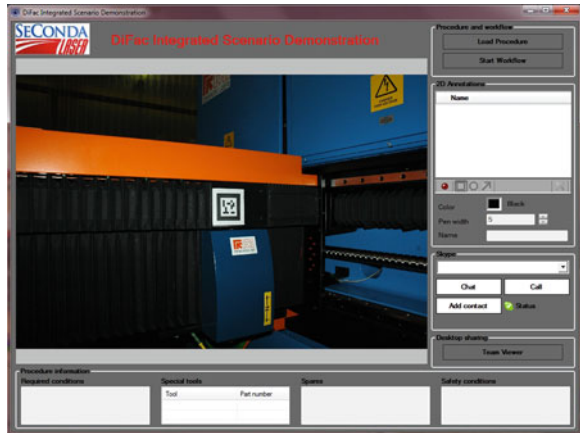 DiFac Integrated Scenario Demonstration
SECONDA
LASER
DiFac Integrated Scenario Demonstration
Procedure and workflow
Load Procedure
Start Workflow
2D Annotations
Name
Color
Black
Pen width
5
Name
Skype
Chat
Call
Add contact
Status
Desktop sharing
Team Viewer
Procedure information
Required conditions
Special tools
Spares
Safety conditions
Tool
Part number